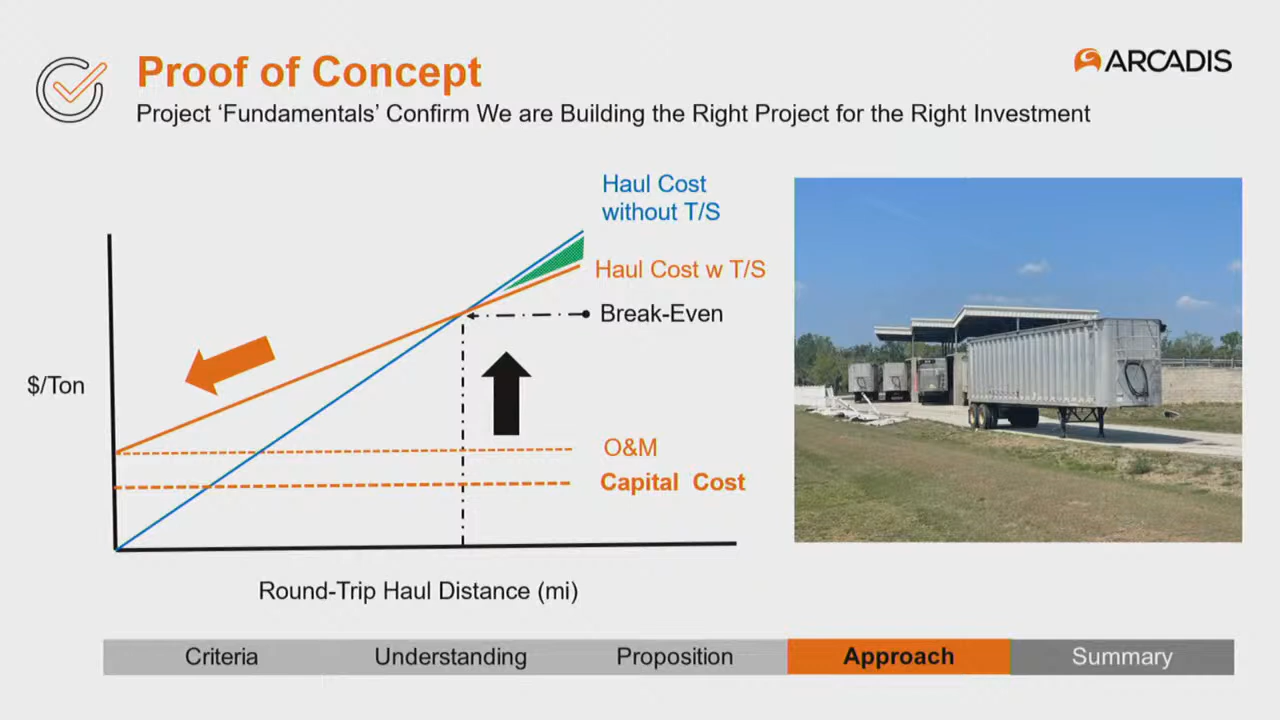 Proof of Concept
ARCADIS
Project ‘Fundamentals’ Confirm We are Building the Right Project for the Right Investment
Haul Cost
without T/S
Haul Cost w T/S
Break-Even
$/Ton
O&M
Capital Cost
Round-Trip Haul Distance (mi)
Criteria
Understanding
Proposition
Approach
Summary